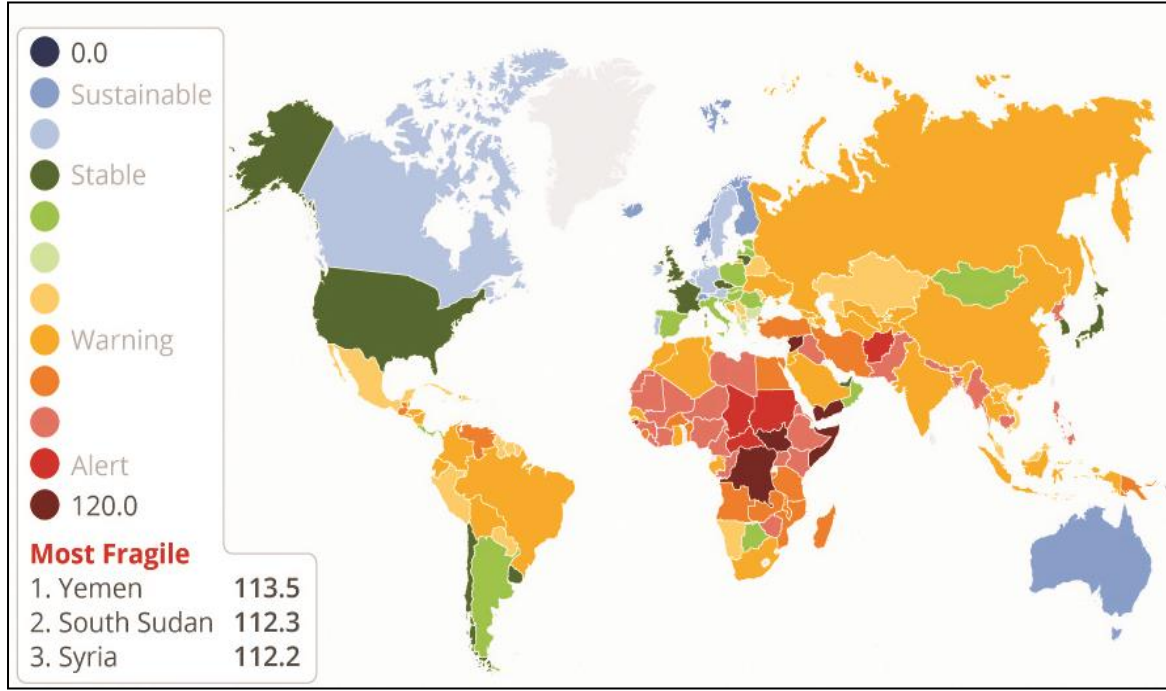 0.0
Sustainable
Stable
Warning
Alert
120.0
Most Fragile
1. Yemen 113.5
2. South Sudan 112.3
3. Syria 112.2